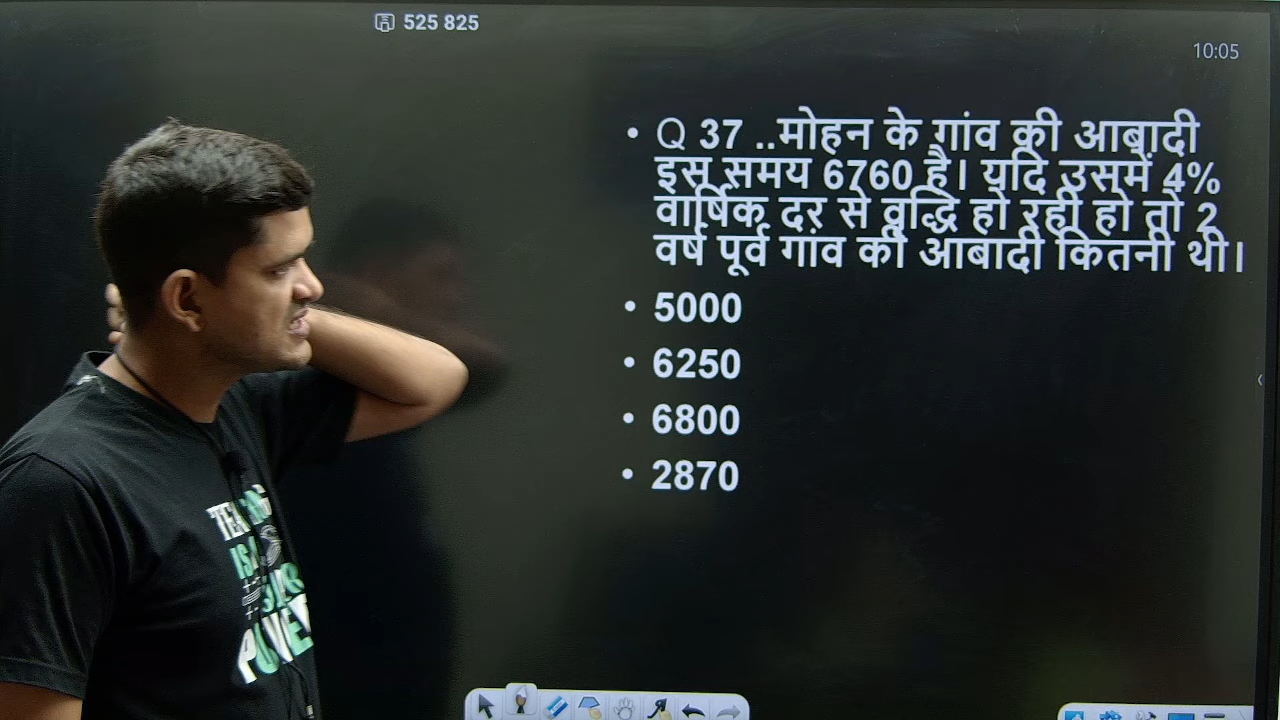 525 825
10:05
• Q 37 ..मोहन के गांव की आबादी
इस समय 6760 है। यदि उसमें 4%
वार्षिक दर से वृद्धि हो रही हो तो 2
वर्ष पूर्व गांव की आबादी कितनी थी।
• 5000
• 6250
• 6800
• 2870
POWER